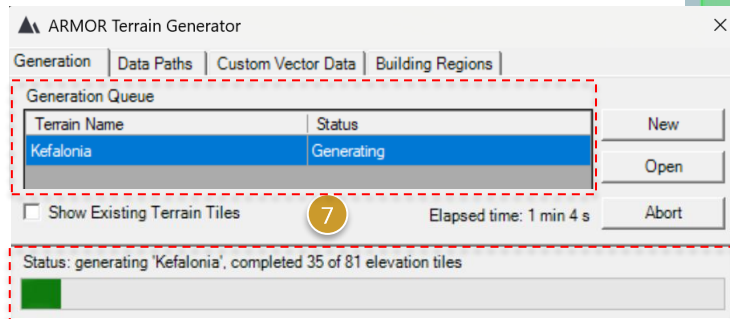 ARMOR Terrain Generator
Generation Data Paths Custom Vector Data Building Regions
Generation Queue
Terrain Name Status New
Kefalonia Generating
Open
Show Existing Terrain Tiles 7 Elapsed time: 1 min 4 s Abort
Status: generating 'Kefalonia', completed 35 of 81 elevation tiles